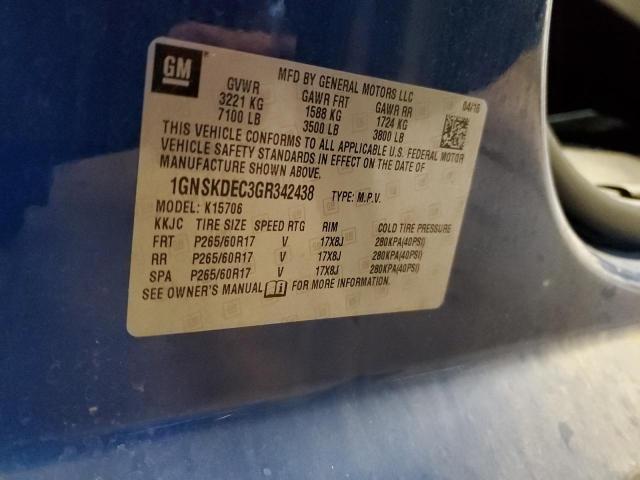 GM
MFD BY GENERAL MOTORS LLC
GVWR GAWR FRT GAWR RR 04/16
3221 KG 1588 KG 1724 KG
7100 LB 3500 LB 3800 LB
THIS VEHICLE CONFORMS TO ALL APPLICABLE U.S. FEDERAL MOTOR
VEHICLE SAFETY STANDARDS IN EFFECT ON THE DATE OF
MANUFACTURE SHOWN ABOVE.
1GNSKDEC3GR342438 TYPE: M.P.V.
MODEL: K15706
KKJC TIRE SIZE SPEED RTG RIM COLD TIRE PRESSURE
FRT P265/60R17 V 17X8J 280KPA(40PSI)
RR P265/60R17 V 17X8J 280KPA(40PSI)
SPA P265/60R17 V 17X8J 280KPA(40PSI)
SEE OWNER'S MANUAL FOR MORE INFORMATION.